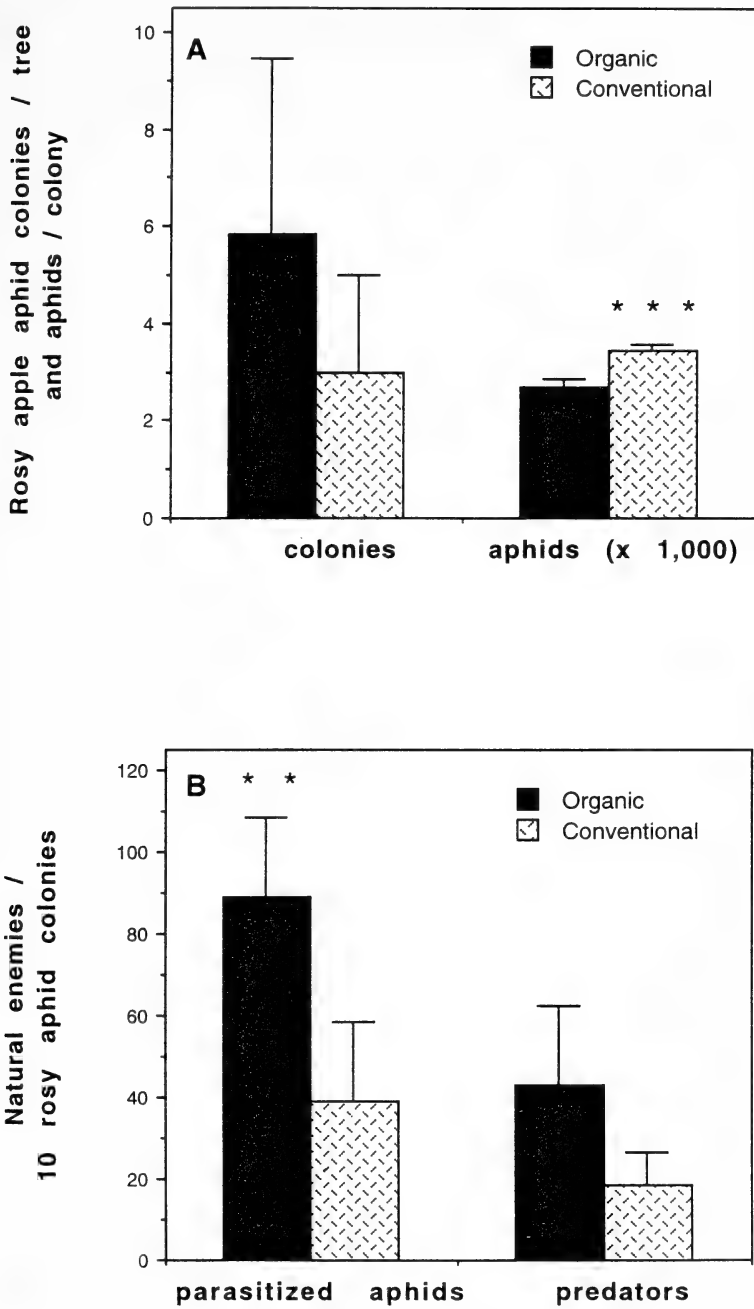 A
Organic
Conventional
10
8
6
4
2
0
* * *
Rosy apple aphid colonies / tree
and aphids / colony
colonies aphids (x 1,000)
B
* *
Organic
Conventional
120
100
80
60
40
20
0
Natural enemies /
10 rosy aphid colonies
parasitized aphids predators